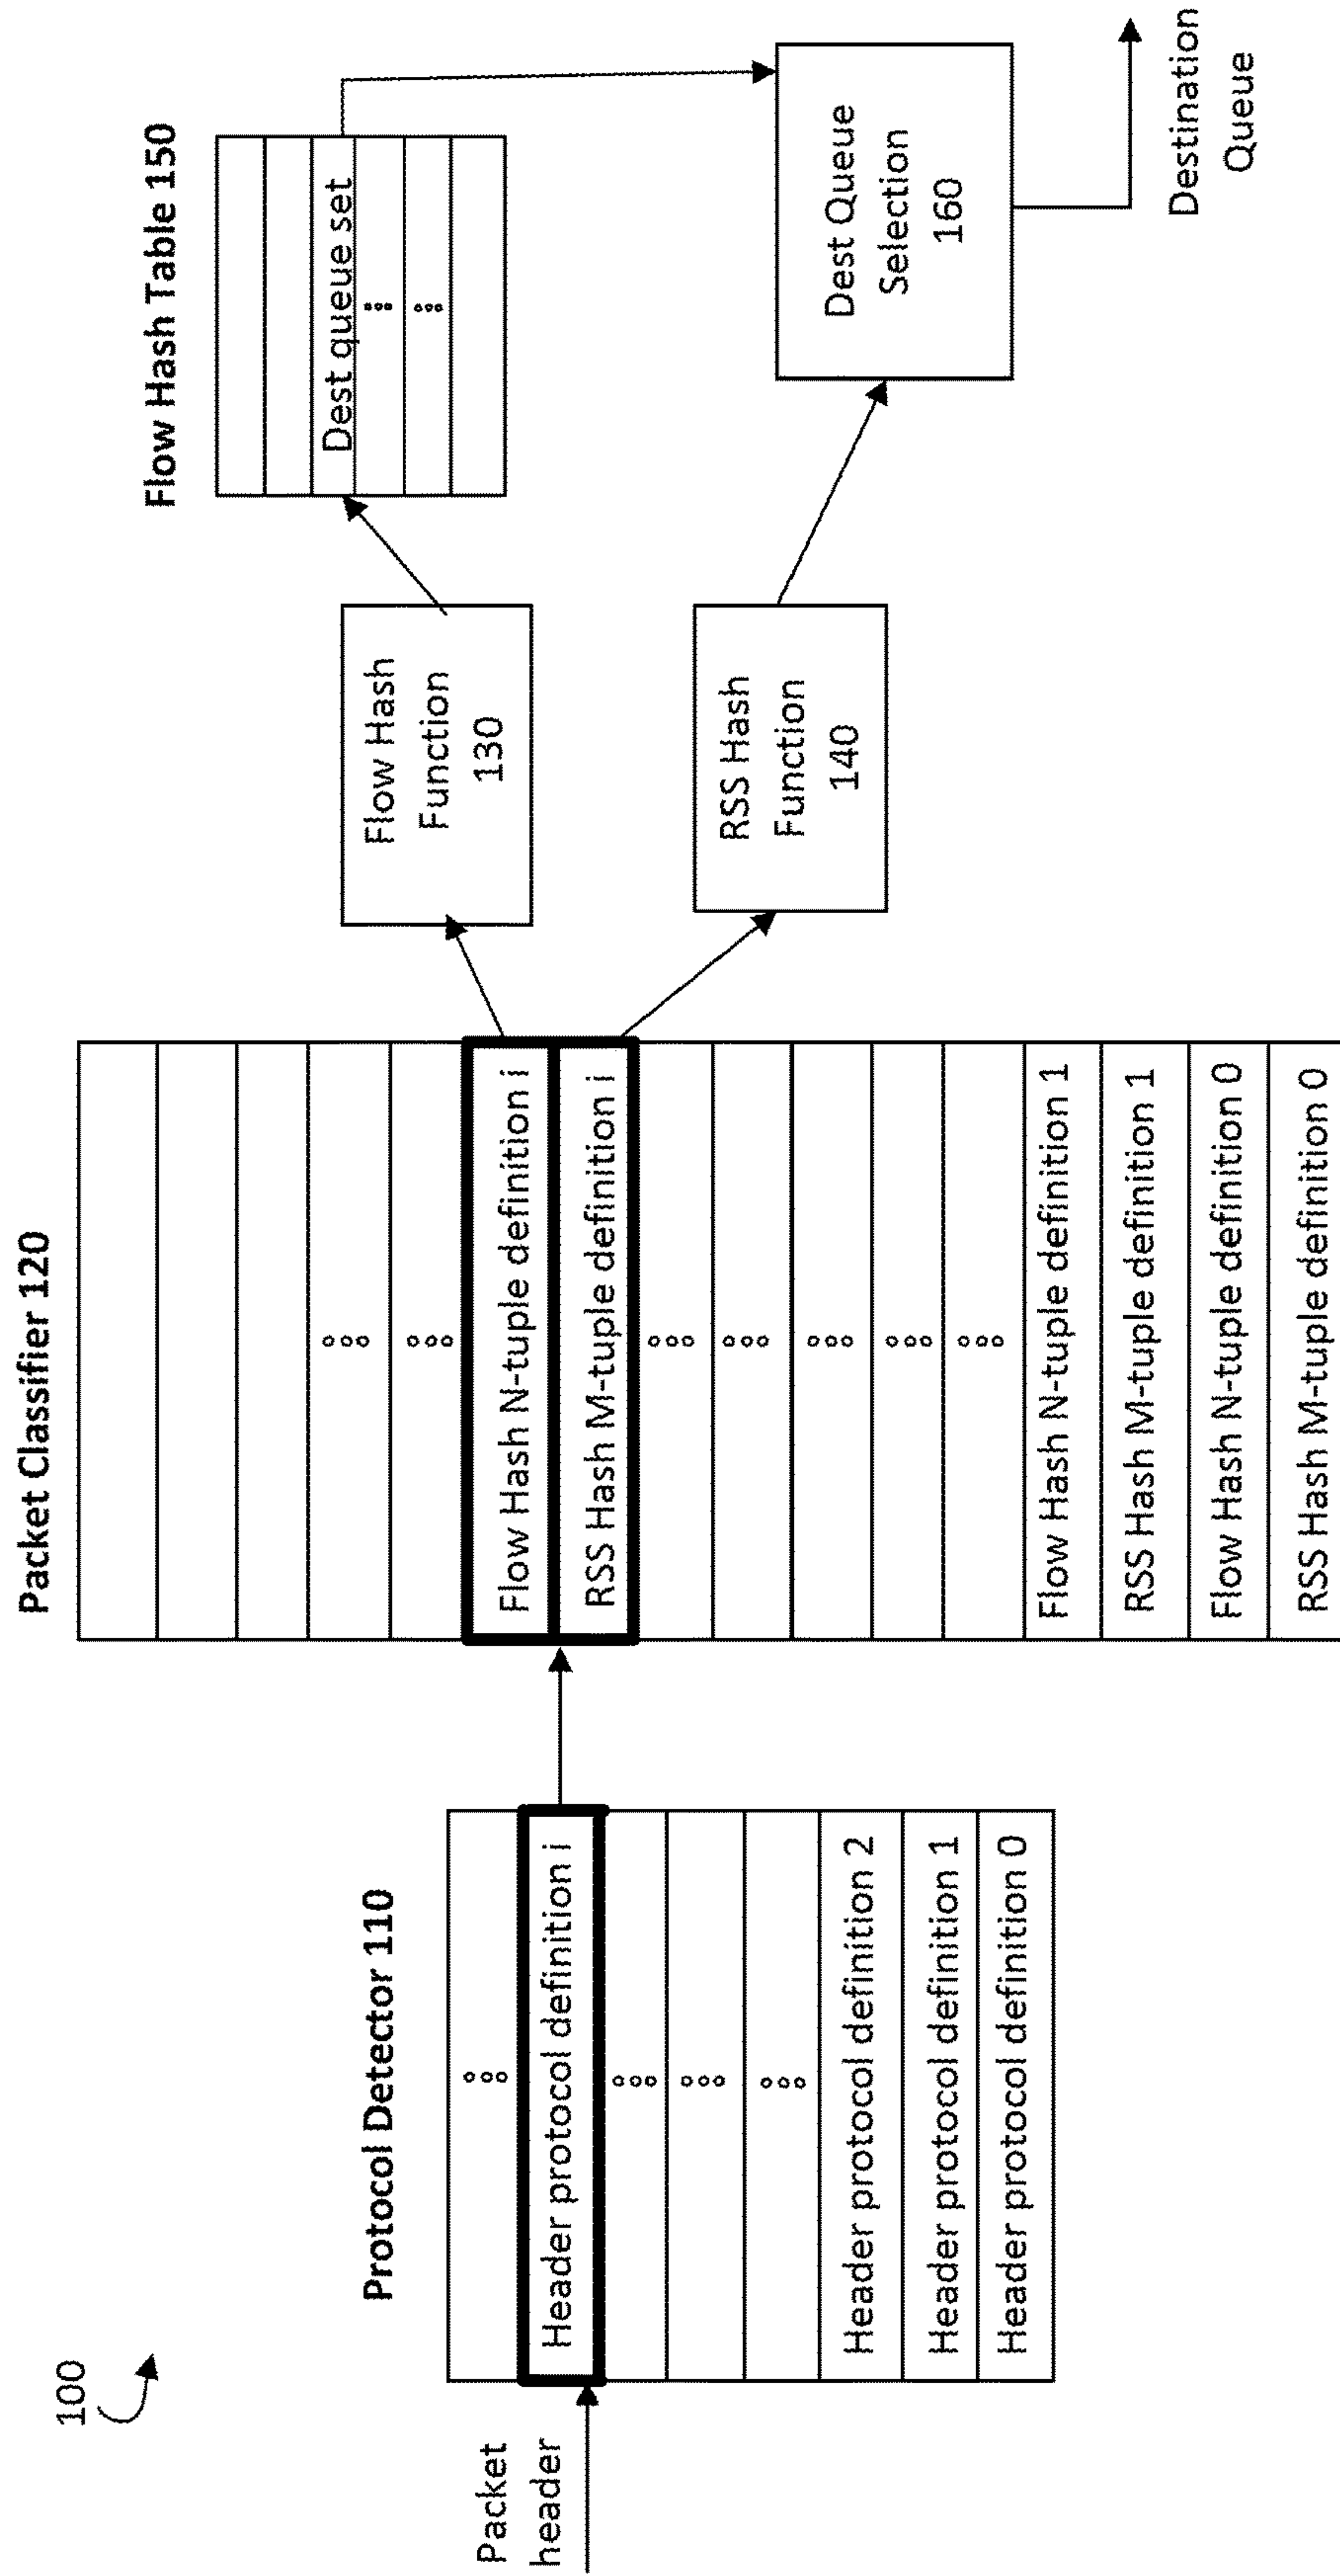 100
Packet
header
Protocol Detector 110
Header protocol definition i
Header protocol definition 2
Header protocol definition 1
Header protocol definition 0
Packet Classifier 120
Flow Hash N-tuple definition i
RSS Hash M-tuple definition i
Flow Hash N-tuple definition 1
RSS Hash M-tuple definition 1
Flow Hash N-tuple definition 0
RSS Hash M-tuple definition 0
Flow Hash
Function
130
RSS Hash
Function
140
Flow Hash Table 150
Dest queue set
Dest Queue
Selection
160
Destination
Queue